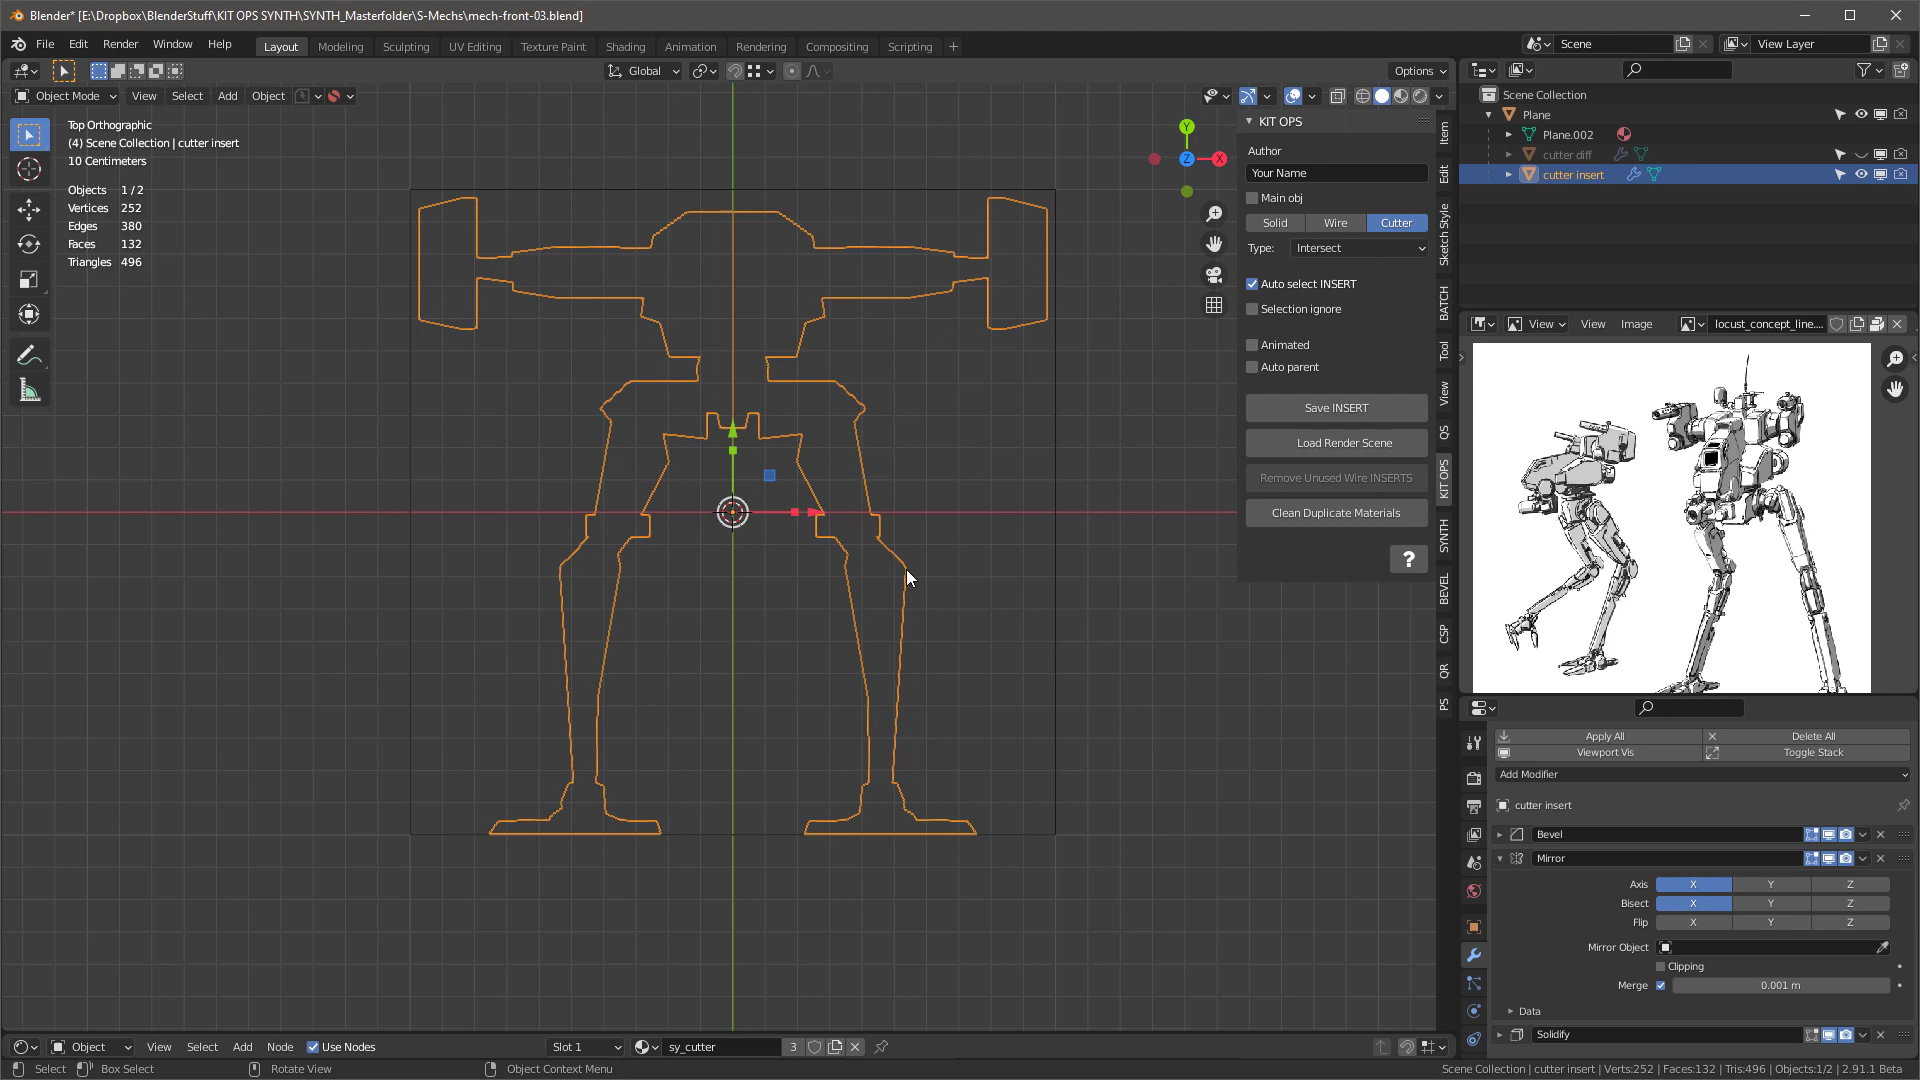 Blender* [E:\Dropbox\BlenderStuff\KIT OPS SYNTH\SYNTH_Masterfolder\S-Mechs\mech-front-03.blend]
File Edit Render Window Help Layout Modeling Sculpting UV Editing Texture Paint Shading Animation Rendering Compositing Scripting + Scene View Layer
Global Options
Object Mode View Select Add Object
Top Orthographic
(4) Scene Collection | cutter insert
10 Centimeters
Objects 1 / 2
Vertices 252
Edges 380
Faces 132
Triangles 496
Y
Z X
KIT OPS
Author
Your Name
Main obj
Solid Wire Cutter
Type: Intersect
Auto select INSERT
Selection ignore
Animated
Auto parent
Save INSERT
Load Render Scene
Remove Unused Wire INSERTS
Clean Duplicate Materials
?
Item
Edit
Sketch Style
BATCH
Tool
View
QS
KIT OPS
SYNTH
BEVEL
CSP
QR
PS
Scene Collection
Plane
Plane.002
cutter diff
cutter insert
View View Image locust_concept_line....
Apply All Delete All
Viewport Vis Toggle Stack
Add Modifier
cutter insert
Bevel
Mirror
Axis X Y Z
Bisect X Y Z
Flip X Y Z
Mirror Object
Clipping
Merge 0.001 m
Data
Solidify
Object View Select Add Node Use Nodes Slot 1 sy_cutter 3
Select Box Select Rotate View Object Context Menu Scene Collection | cutter insert | Verts:252 | Faces:132 | Tris:496 | Objects:1/2 | 2.91.1 Beta